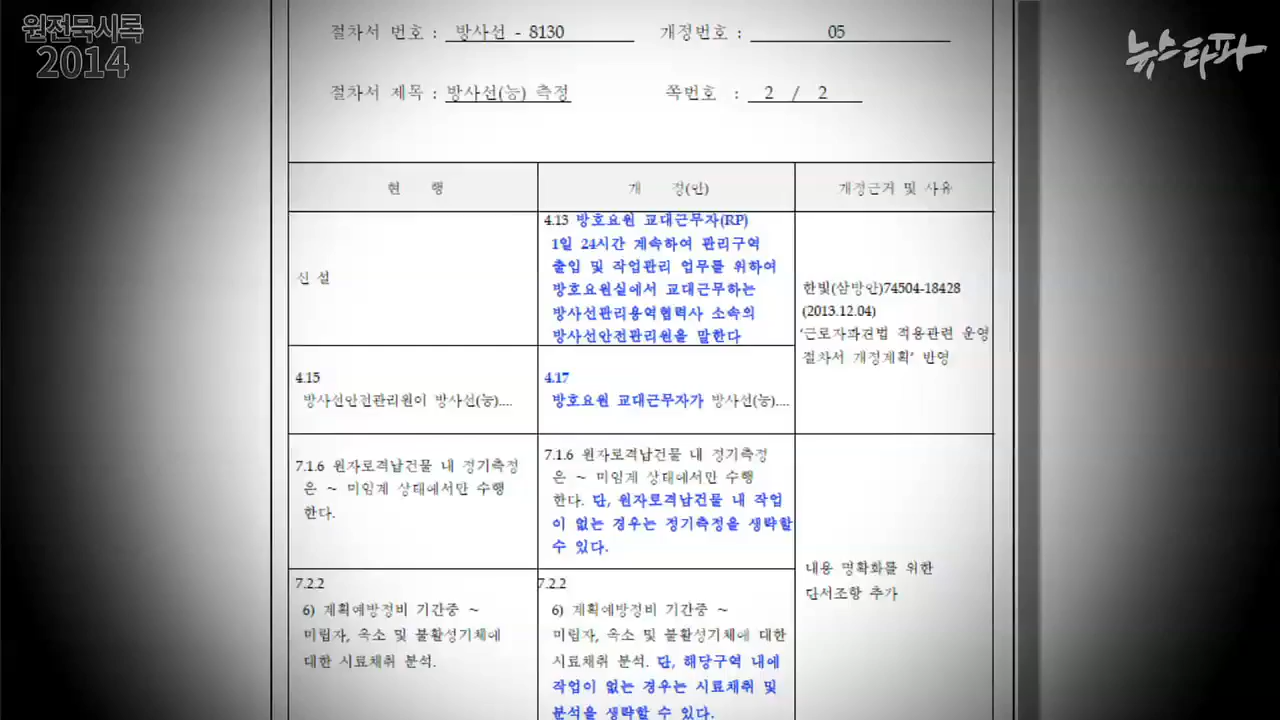 원전묵시록
2014
뉴스타파
절차서 번호 : 방사선 - 8130 개정번호 : 05
절차서 제목 : 방사선(능) 측정 쪽번호 : 2 / 2
현 행
개 정(안)
개정근거 및 사유
신 설
4.13 방호요원 교대근무자(RP)
1일 24시간 계속하여 관리구역
출입 및 작업관리 업무를 위하여
방호요원실에서 교대근무하는
방사선관리용역협력사 소속의
방사선안전관리원을 말한다
한빛(삼방안)74504-18428
(2013.12.04)
‘근로자파견법 적용관련 운영
절차서 개정계획’ 반영
4.15
방사선안전관리원이 방사선(능)....
4.17
방호요원 교대근무자가 방사선(능)....
7.1.6 원자로격납건물 내 정기측정
은 ~ 미임계 상태에서만 수행
한다.
7.1.6 원자로격납건물 내 정기측정
은 ~ 미임계 상태에서만 수행
한다. 단, 원자로격납건물 내 작업
이 없는 경우는 정기측정을 생략할
수 있다.
내용 명확화를 위한
단서조항 추가
7.2.2
6) 계획예방정비 기간중 ~
미립자, 옥소 및 불활성기체에
대한 시료채취 분석.
7.2.2
6) 계획예방정비 기간중 ~
미립자, 옥소 및 불활성기체에 대한
시료채취 분석. 단, 해당구역 내에
작업이 없는 경우는 시료채취 및
분석을 생략할 수 있다.